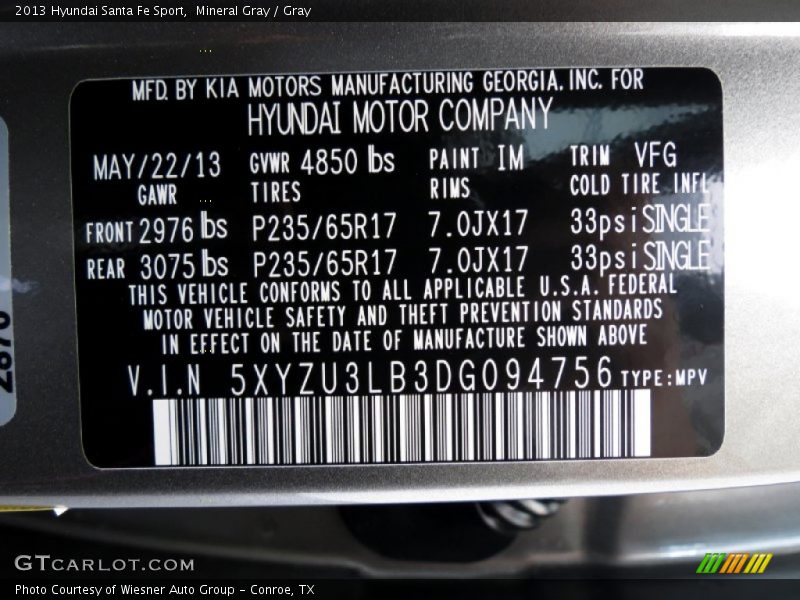 2013 Hyundai Santa Fe Sport,  Mineral Gray / Gray
MFD. BY KIA MOTORS MANUFACTURING GEORGIA, INC. FOR
HYUNDAI MOTOR COMPANY
MAY/22/13 GVWR 4850 lbs PAINT IM TRIM VFG
GAWR TIRES RIMS COLD TIRE INFL
FRONT 2976 lbs P235/65R17 7.0JX17 33psi SINGLE
REAR 3075 lbs P235/65R17 7.0JX17 33psi SINGLE
THIS VEHICLE CONFORMS TO ALL APPLICABLE U.S.A. FEDERAL
MOTOR VEHICLE SAFETY AND THEFT PREVENTION STANDARDS
IN EFFECT ON THE DATE OF MANUFACTURE SHOWN ABOVE
V.I.N 5XYZU3LB3DG094756 TYPE:MPV
GTCARLOT.COM
Photo Courtesy of Wiesner Auto Group - Conroe, TX